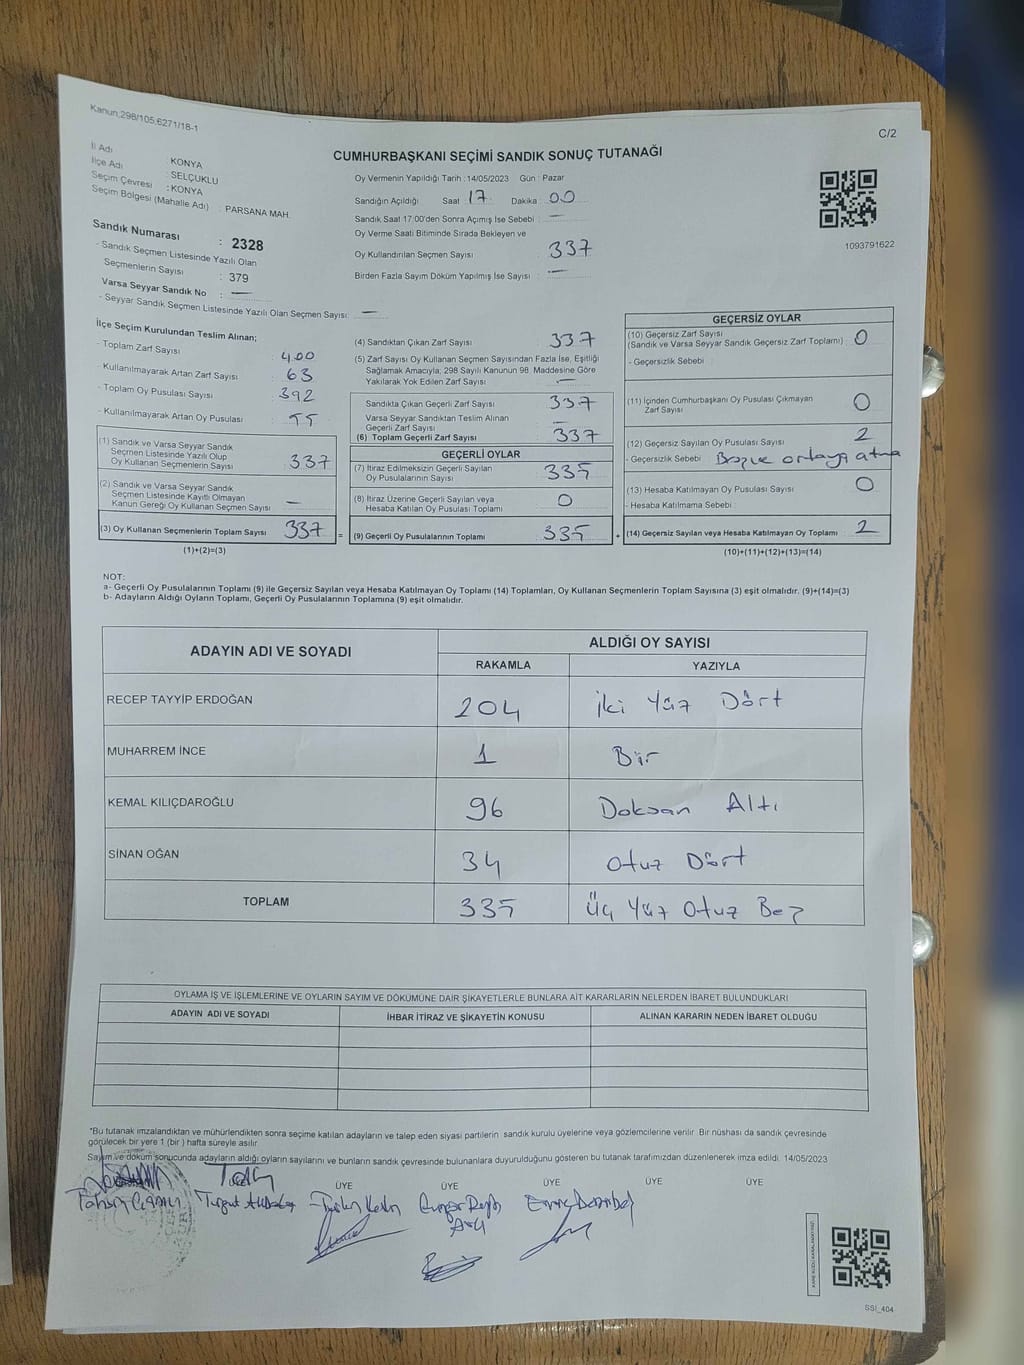 Kanun;298/105;6271/18-1
C/2
CUMHURBAŞKANI SEÇİMİ SANDIK SONUÇ TUTANAĞI
İl Adı : KONYA
İlçe Adı : SELÇUKLU
Seçim Çevresi : KONYA
Seçim Bölgesi (Mahalle Adı) : PARSANA MAH.
Sandık Numarası : 2328
- Sandık Seçmen Listesinde Yazılı Olan
Seçmenlerin Sayısı : 379
Varsa Seyyar Sandık No : —
- Seyyar Sandık Seçmen Listesinde Yazılı Olan Seçmen Sayısı: —
Oy Vermenin Yapıldığı Tarih : 14/05/2023 Gün : Pazar
Sandığın Açıldığı Saat 17 Dakika : 00
Sandık Saat 17:00'den Sonra Açımış İse Sebebi : —
Oy Verme Saati Bitiminde Sırada Bekleyen ve
Oy Kullandırılan Seçmen Sayısı : 337
Birden Fazla Sayım Döküm Yapılmış İse Sayısı : —
1093791622
İlçe Seçim Kurulundan Teslim Alınan;
- Toplam Zarf Sayısı : 400
- Kullanılmayarak Artan Zarf Sayısı : 63
- Toplam Oy Pusulası Sayısı : 392
- Kullanılmayarak Artan Oy Pusulası : 55
(1) Sandık ve Varsa Seyyar Sandık
Seçmen Listesinde Yazılı Olup
Oy Kullanan Seçmenlerin Sayısı : 337
(2) Sandık ve Varsa Seyyar Sandık
Seçmen Listesinde Kayıtlı Olmayan
Kanun Gereği Oy Kullanan Seçmen Sayısı : —
(3) Oy Kullanan Seçmenlerin Toplam Sayısı 337
(1)+(2)=(3)
(4) Sandıktan Çıkan Zarf Sayısı : 337
(5) Zarf Sayısı Oy Kullanan Seçmen Sayısından Fazla İse, Eşitliği
Sağlamak Amacıyla; 298 Sayılı Kanunun 98. Maddesine Göre
Yakılarak Yok Edilen Zarf Sayısı : —
Sandıkta Çıkan Geçerli Zarf Sayısı : 337
Varsa Seyyar Sandıktan Teslim Alınan
Geçerli Zarf Sayısı : —
(6) Toplam Geçerli Zarf Sayısı : 337
GEÇERLİ OYLAR
(7) İtiraz Edilmeksizin Geçerli Sayılan
Oy Pusulalarının Sayısı : 335
(8) İtiraz Üzerine Geçerli Sayılan veya
Hesaba Katılan Oy Pusulası Toplamı : 0
= (9) Geçerli Oy Pusulalarının Toplamı 335
GEÇERSİZ OYLAR
(10) Geçersiz Zarf Sayısı
(Sandık ve Varsa Seyyar Sandık Geçersiz Zarf Toplamı) : 0
- Geçersizlik Sebebi :
(11) İçinden Cumhurbaşkanı Oy Pusulası Çıkmayan
Zarf Sayısı : 0
(12) Geçersiz Sayılan Oy Pusulası Sayısı : 2
- Geçersizlik Sebebi : ortaya atma
(13) Hesaba Katılmayan Oy Pusulası Sayısı : 0
- Hesaba Katılmama Sebebi :
+ (14) Geçersiz Sayılan veya Hesaba Katılmayan Oy Toplamı 2
(10)+(11)+(12)+(13)=(14)
NOT:
a- Geçerli Oy Pusulalarının Toplamı (9) ile Geçersiz Sayılan veya Hesaba Katılmayan Oy Toplamı (14) Toplamları, Oy Kullanan Seçmenlerin Toplam Sayısına (3) eşit olmalıdır. (9)+(14)=(3)
b- Adayların Aldığı Oyların Toplamı, Geçerli Oy Pusulalarının Toplamına (9) eşit olmalıdır.
ADAYIN ADI VE SOYADI ALDIĞI OY SAYISI
RAKAMLA YAZIYLA
RECEP TAYYİP ERDOĞAN 204 İki Yüz Dört
MUHARREM İNCE 1 Bir
KEMAL KILIÇDAROĞLU 96 Doksan Altı
SİNAN OĞAN 34 Otuz Dört
TOPLAM 335 Üç Yüz Otuz Beş
OYLAMA İŞ VE İŞLEMLERİNE VE OYLARIN SAYIM VE DÖKÜMÜNE DAİR ŞİKAYETLERLE BUNLARA AİT KARARLARIN NELERDEN İBARET BULUNDUKLARI
ADAYIN ADI VE SOYADI İHBAR İTİRAZ VE ŞİKAYETİN KONUSU ALINAN KARARIN NEDEN İBARET OLDUĞU
*Bu tutanak imzalandıktan ve mühürlendikten sonra seçime katılan adayların ve talep eden siyasi partilerin sandık kurulu üyelerine veya gözlemcilerine verilir. Bir nüshası da sandık çevresinde
görülecek bir yere 1 (bir ) hafta süreyle asılır.
Sayım ve döküm sonucunda adayların aldığı oyların sayılarını ve bunların sandık çevresinde bulunanlara duyurulduğunu gösteren bu tutanak tarafımızdan düzenlenerek imza edildi. 14/05/2023
ÜYE ÜYE ÜYE ÜYE ÜYE
SSİ_404